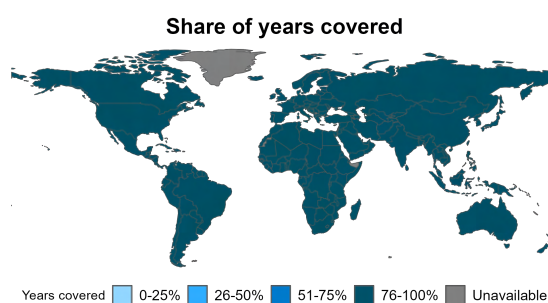 Share of years covered
Years covered 0-25% 26-50% 51-75% 76-100% Unavailable